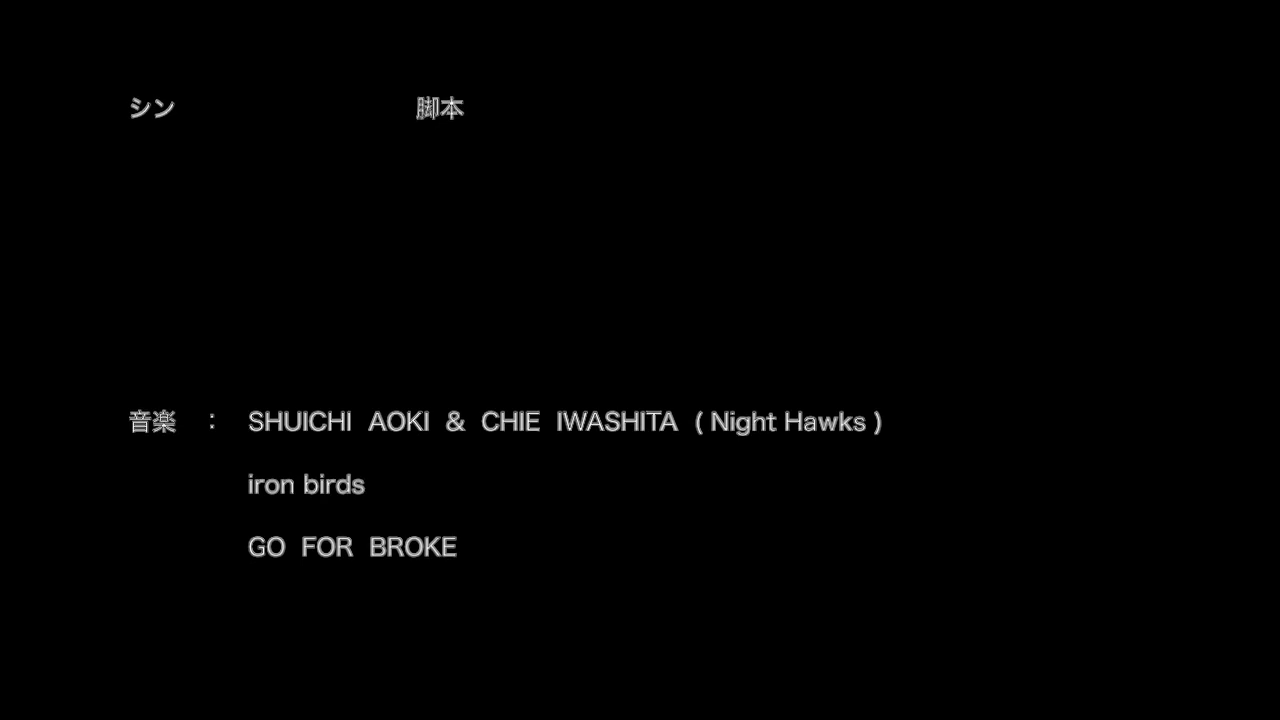 シン 脚本
音楽 ： SHUICHI AOKI & CHIE IWASHITA ( Night Hawks )
iron birds
GO FOR BROKE